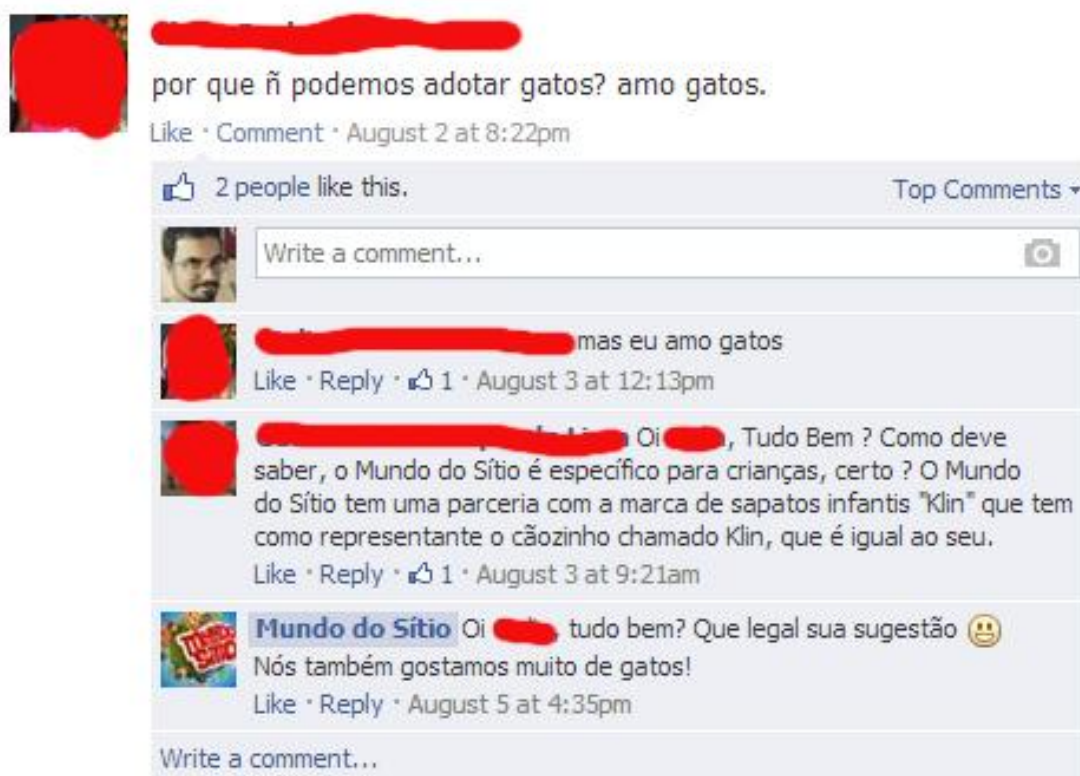 por que ñ podemos adotar gatos? amo gatos.
Like · Comment · August 2 at 8:22pm
2 people like this.
Top Comments
Write a comment...
mas eu amo gatos
Like · Reply · 1 · August 3 at 12:13pm
Oi , Tudo Bem ? Como deve
saber, o Mundo do Sítio é específico para crianças, certo ? O Mundo
do Sítio tem uma parceria com a marca de sapatos infantis "Klin" que tem
como representante o cãozinho chamado Klin, que é igual ao seu.
Like · Reply · 1 · August 3 at 9:21am
MUNDO DO SITIO
Mundo do Sítio Oi , tudo bem? Que legal sua sugestão
Nós também gostamos muito de gatos!
Like · Reply · August 5 at 4:35pm
Write a comment...